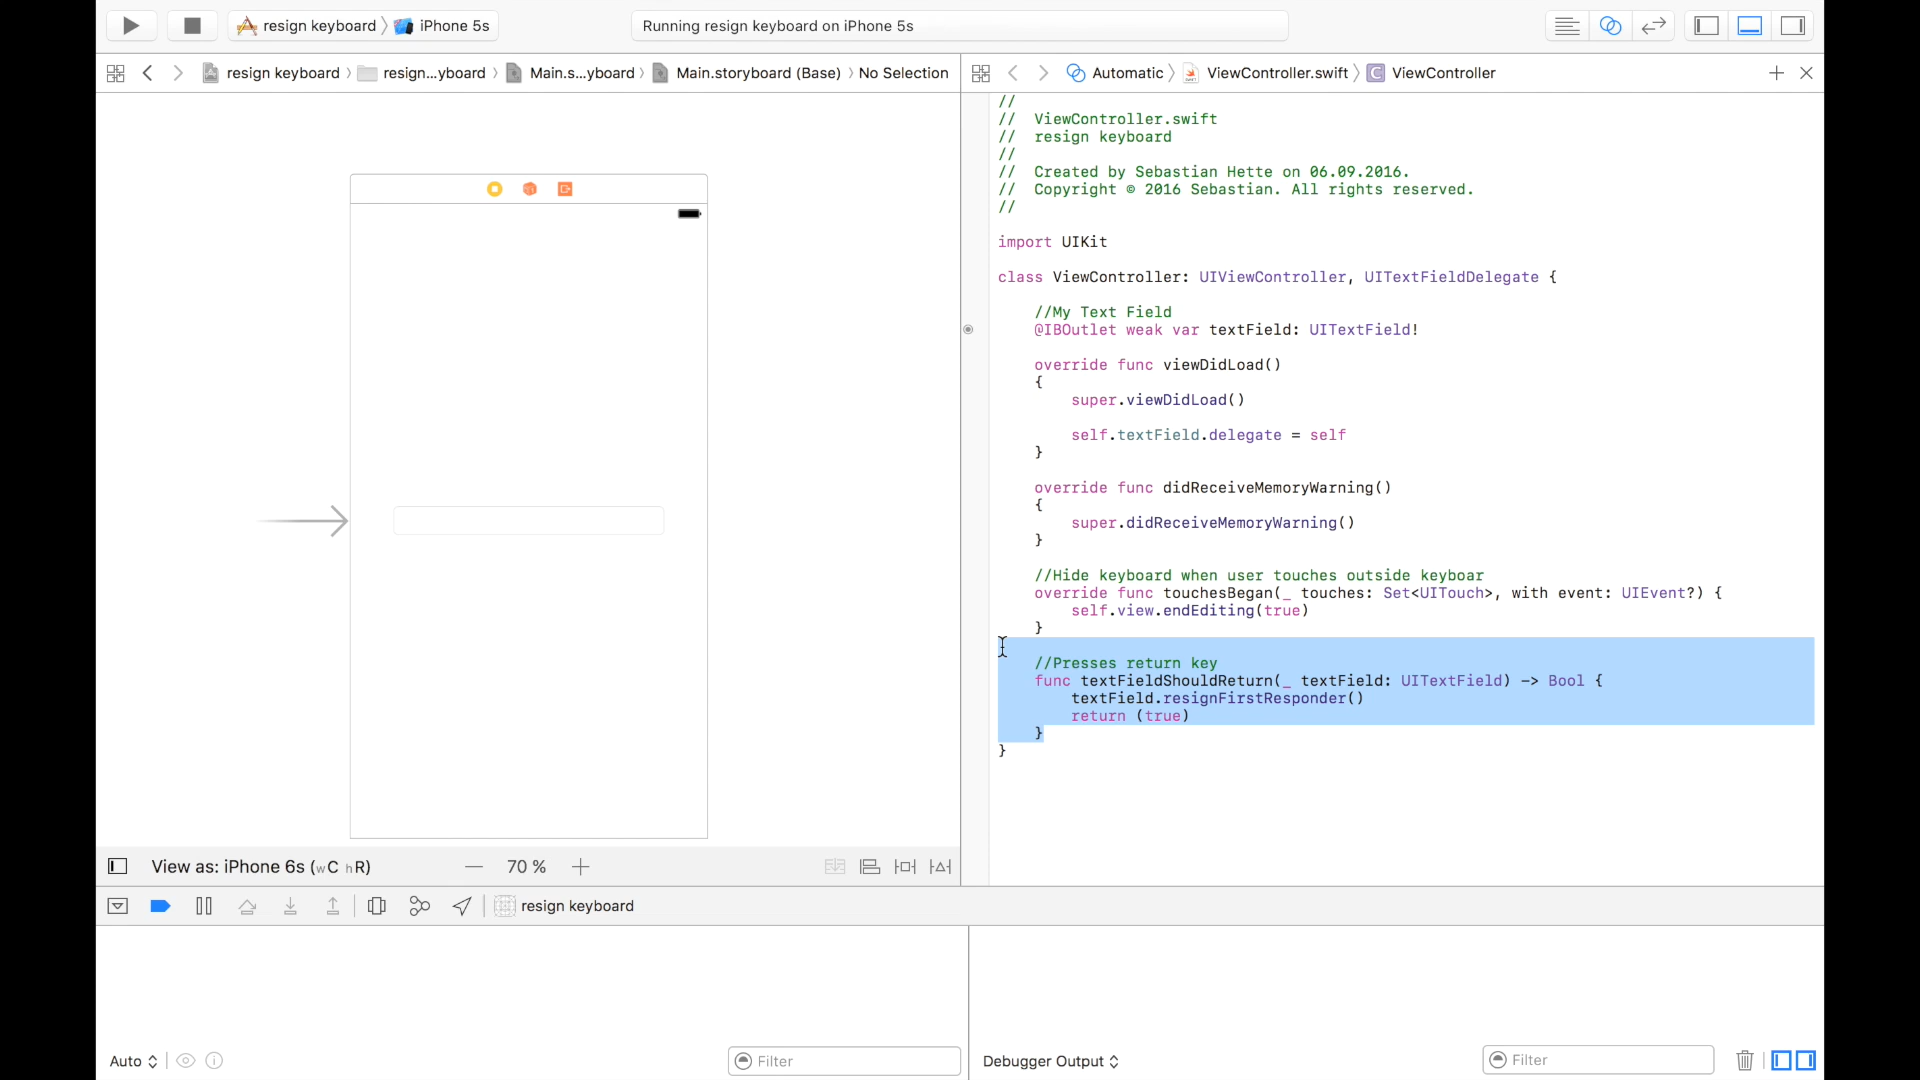 resign keyboard 〉 iPhone 5s
Running resign keyboard on iPhone 5s
resign keyboard 〉 resign...yboard 〉 Main.s...yboard 〉 Main.storyboard (Base) 〉 No Selection
Automatic 〉 ViewController.swift 〉 C ViewController
//
//  ViewController.swift
//  resign keyboard
//
//  Created by Sebastian Hette on 06.09.2016.
//  Copyright © 2016 Sebastian. All rights reserved.
//
import UIKit
class ViewController: UIViewController, UITextFieldDelegate {
    //My Text Field
    @IBOutlet weak var textField: UITextField!
    override func viewDidLoad()
    {
        super.viewDidLoad()
        self.textField.delegate = self
    }
    override func didReceiveMemoryWarning()
    {
        super.didReceiveMemoryWarning()
    }
    //Hide keyboard when user touches outside keyboar
    override func touchesBegan(_ touches: Set<UITouch>, with event: UIEvent?) {
        self.view.endEditing(true)
    }
    //Presses return key
    func textFieldShouldReturn(_ textField: UITextField) -> Bool {
        textField.resignFirstResponder()
        return (true)
    }
}
View as: iPhone 6s (wC hR)
70 %
resign keyboard
Auto
Filter
Debugger Output
Filter